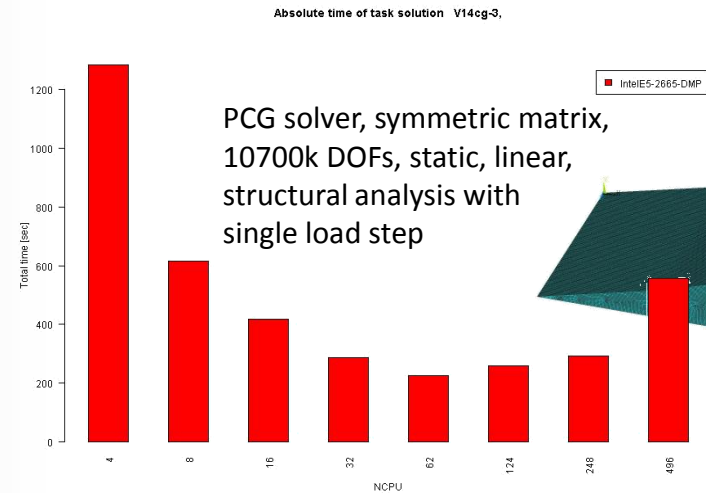 Absolute time of task solution V14cg-3,
IntelE5-2665-DMP
PCG solver, symmetric matrix,
10700k DOFs, static, linear,
structural analysis with
single load step
Total time [sec]
1200
1000
800
600
400
200
0
4 8 16 32 62 124 248 496
NCPU